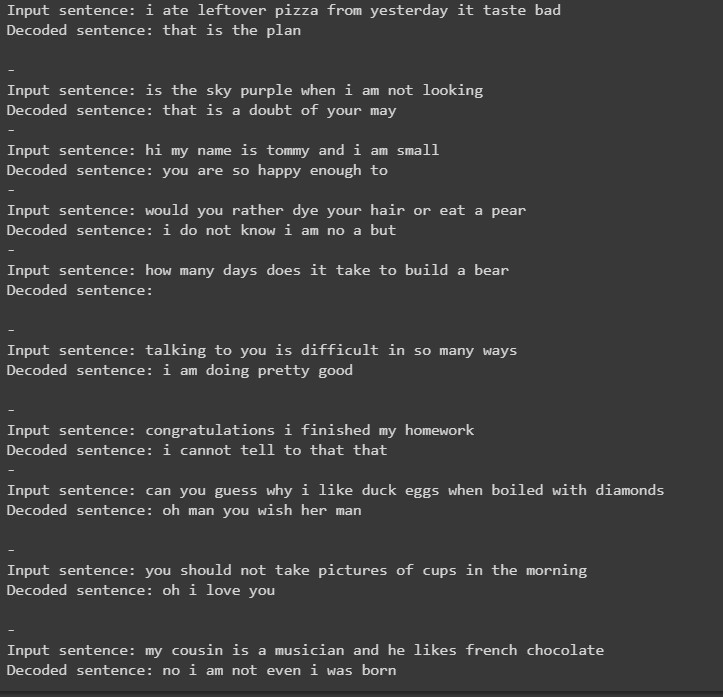 Input sentence: i ate leftover pizza from yesterday it taste bad
Decoded sentence: that is the plan
-
Input sentence: is the sky purple when i am not looking
Decoded sentence: that is a doubt of your may
-
Input sentence: hi my name is tommy and i am small
Decoded sentence: you are so happy enough to
-
Input sentence: would you rather dye your hair or eat a pear
Decoded sentence: i do not know i am no a but
-
Input sentence: how many days does it take to build a bear
Decoded sentence:
-
Input sentence: talking to you is difficult in so many ways
Decoded sentence: i am doing pretty good
-
Input sentence: congratulations i finished my homework
Decoded sentence: i cannot tell to that that
-
Input sentence: can you guess why i like duck eggs when boiled with diamonds
Decoded sentence: oh man you wish her man
-
Input sentence: you should not take pictures of cups in the morning
Decoded sentence: oh i love you
-
Input sentence: my cousin is a musician and he likes french chocolate
Decoded sentence: no i am not even i was born